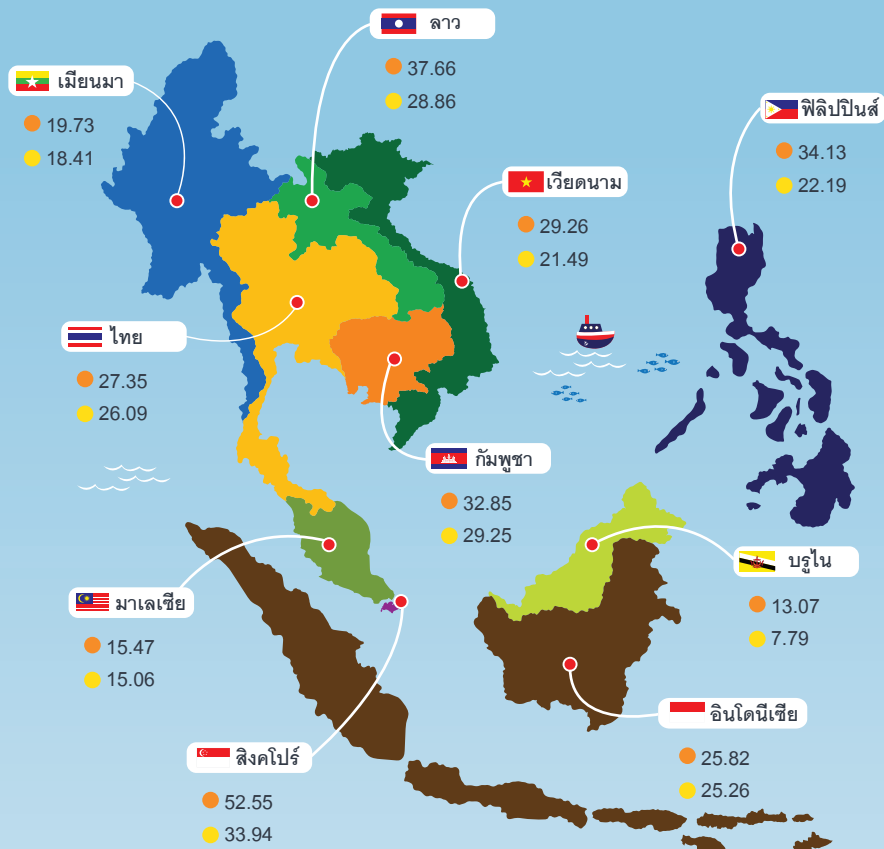 ลาว
37.66
28.86
เมียนมา
19.73
18.41
ฟิลิปปินส์
34.13
22.19
เวียดนาม
29.26
21.49
ไทย
27.35
26.09
กัมพูชา
32.85
29.25
บรูไน
13.07
7.79
มาเลเซีย
15.47
15.06
อินโดนีเซีย
25.82
25.26
สิงคโปร์
52.55
33.94